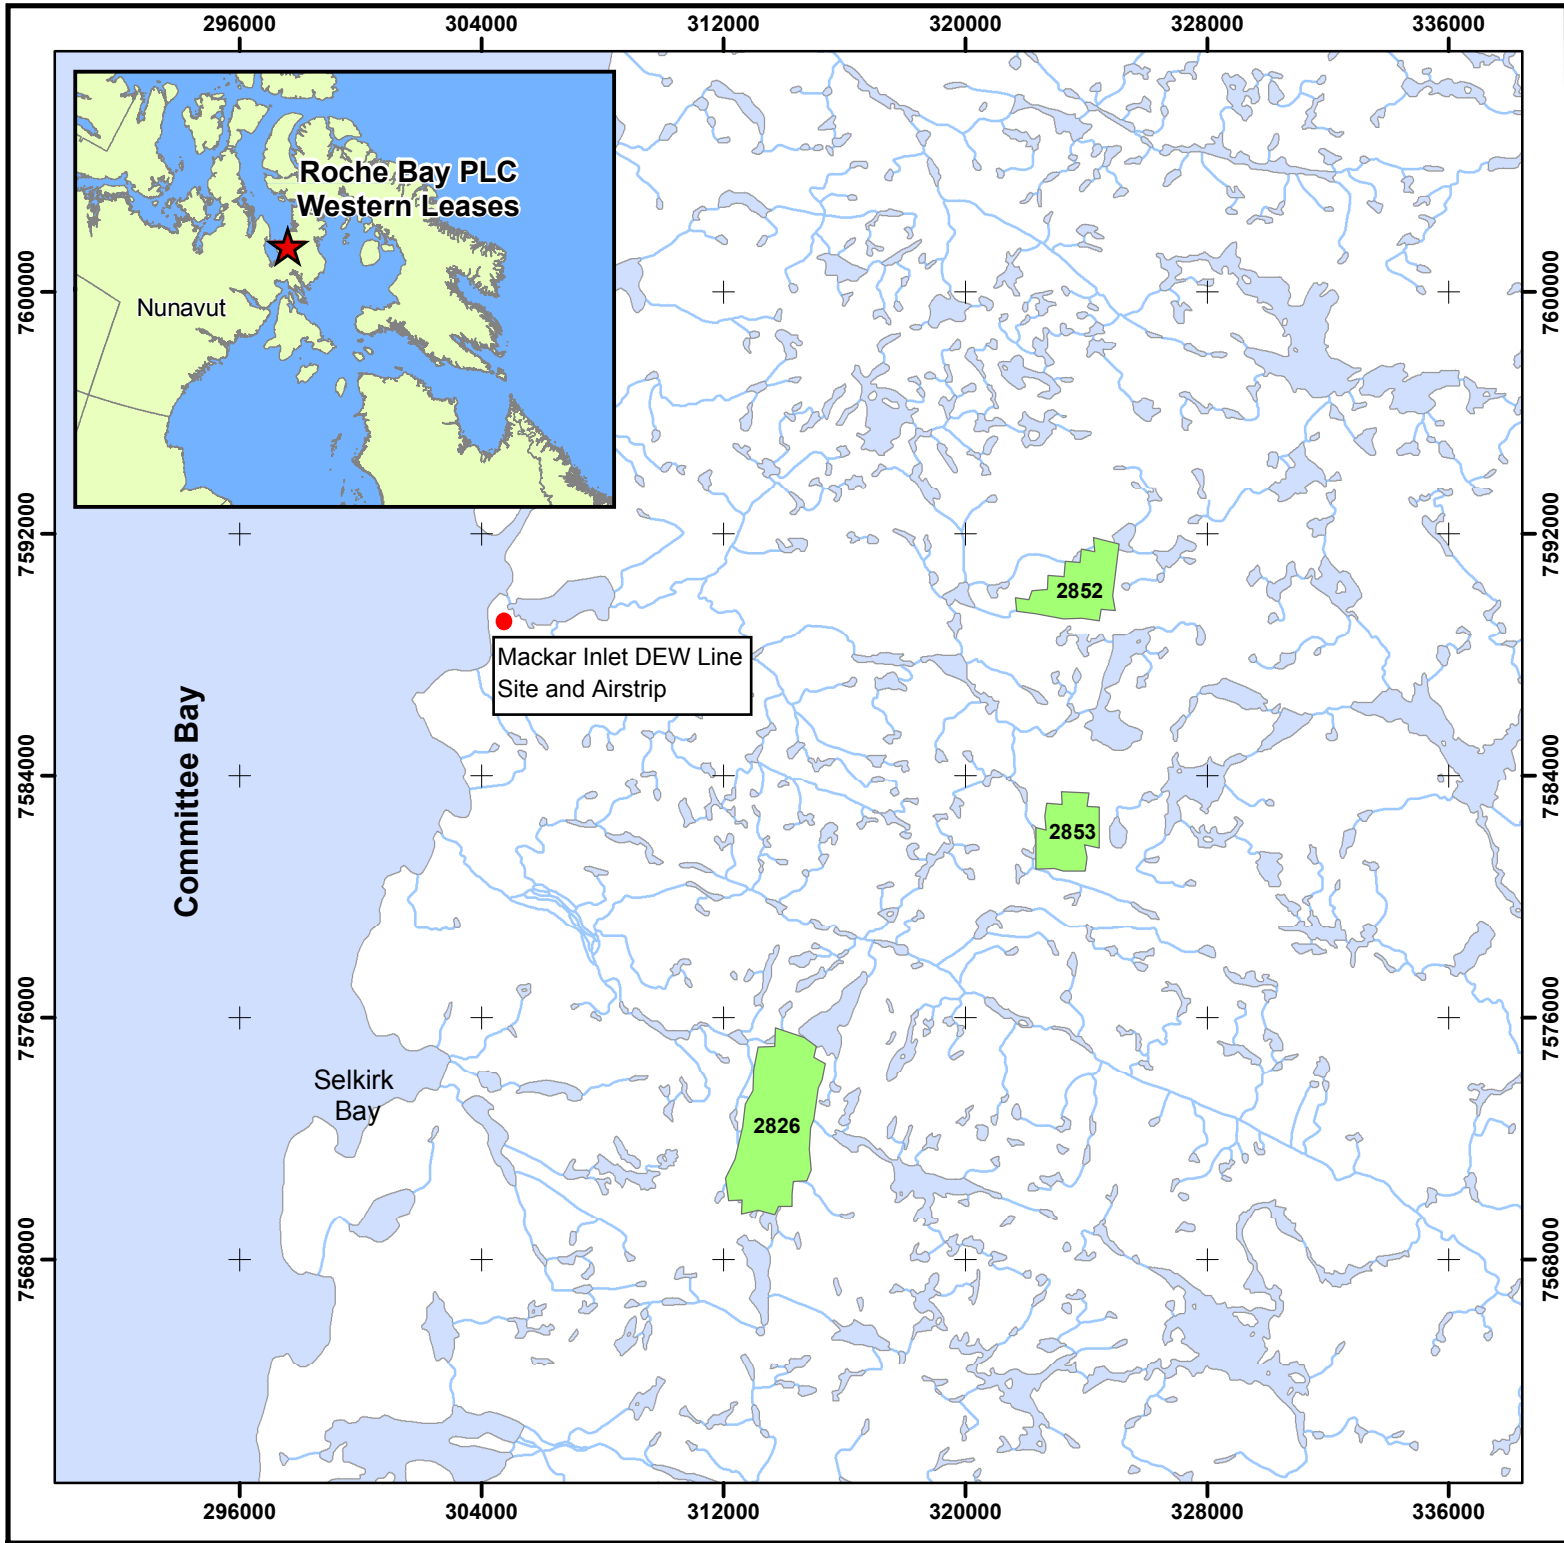 296000 304000 312000 320000 328000 336000
Roche Bay PLC
Western Leases
Nunavut
7600000
7600000
7592000
7592000
2852
Mackar Inlet DEW Line
Site and Airstrip
Committee Bay
7584000
7584000
2853
7576000
7576000
Selkirk
Bay
2826
7568000
7568000
296000 304000 312000 320000 328000 336000